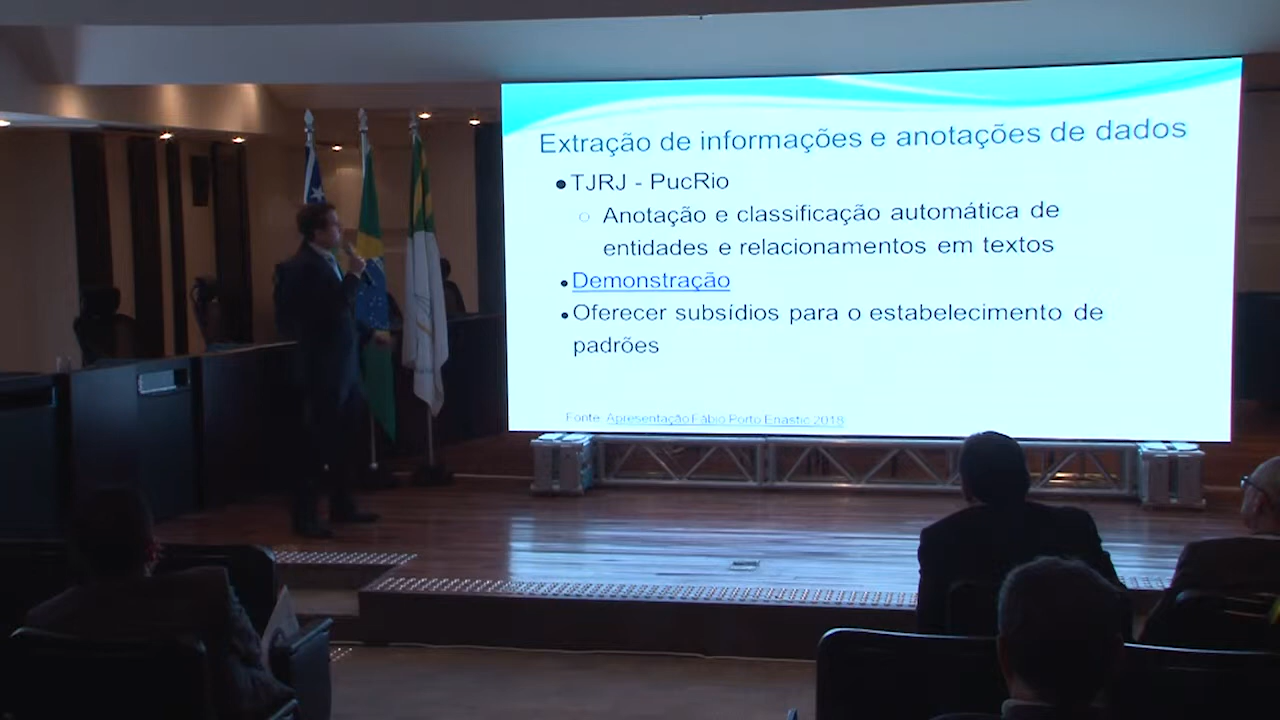 Extração de informações e anotações de dados
TJRJ - PucRio
Anotação e classificação automática de
entidades e relacionamentos em textos
Demonstração
Oferecer subsídios para o estabelecimento de
padrões
Fonte: Apresentação Fábio Porto Enastic 2018